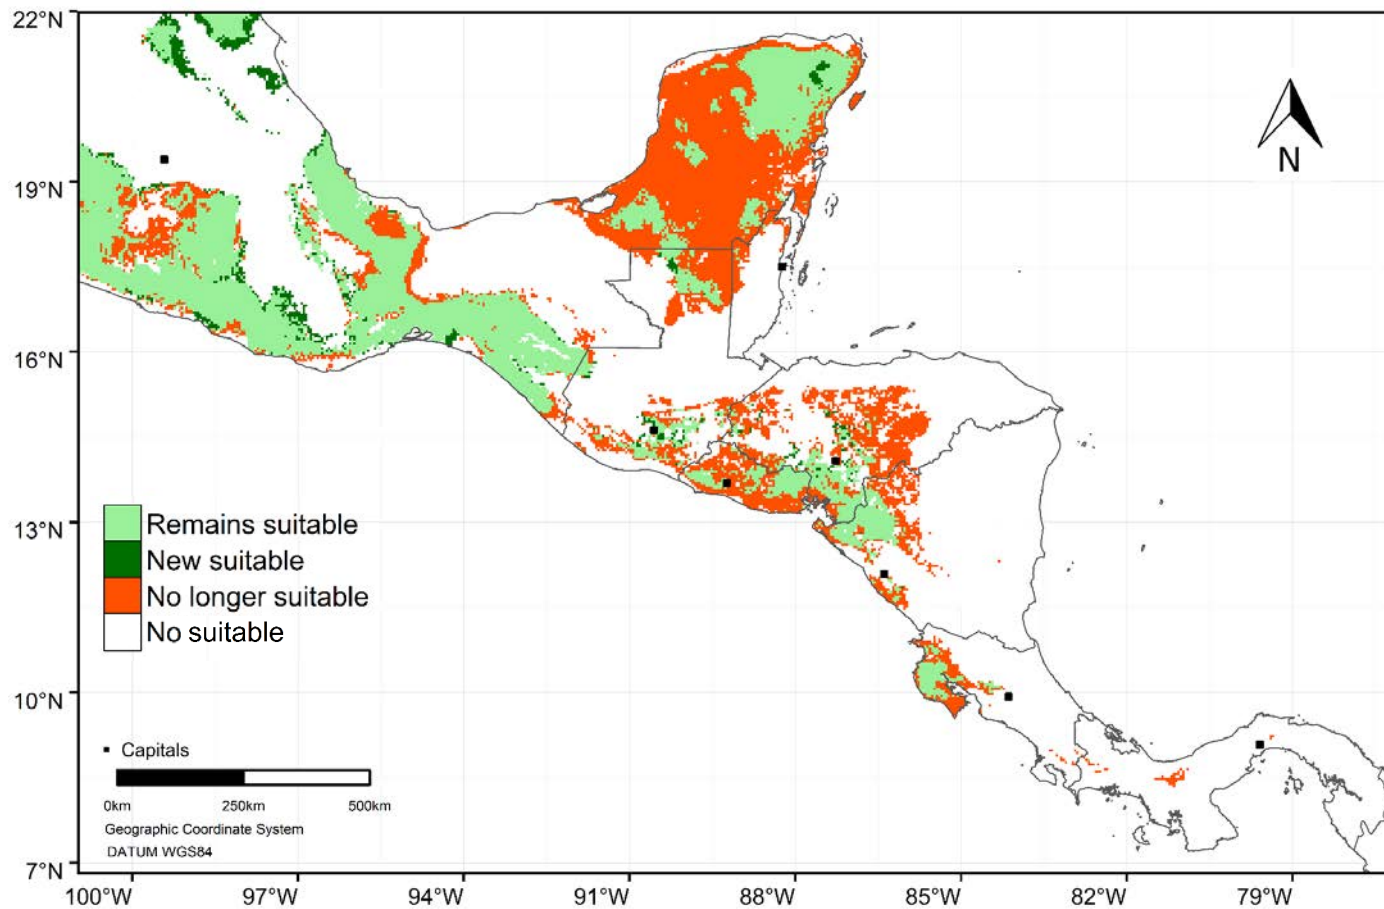 22°N
19°N
16°N
13°N
10°N
7°N
N
Remains suitable
New suitable
No longer suitable
No suitable
Capitals
0km 250km 500km
Geographic Coordinate System
DATUM WGS84
100°W 97°W 94°W 91°W 88°W 85°W 82°W 79°W